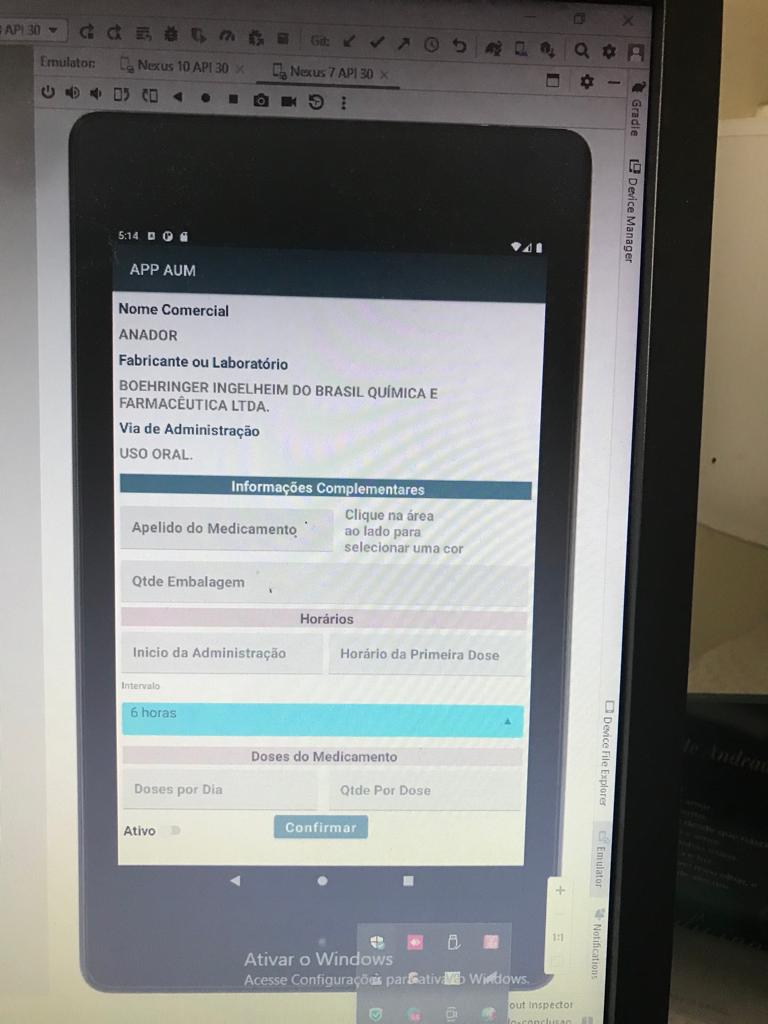 API 30
Git:
Emulator:
Nexus 10 API 30
Nexus 7 API 30
Gradle
Device Manager
5:14
APP AUM
Nome Comercial
ANADOR
Fabricante ou Laboratório
BOEHRINGER INGELHEIM DO BRASIL QUÍMICA E
FARMACÊUTICA LTDA.
Via de Administração
USO ORAL.
Informações Complementares
Apelido do Medicamento
Clique na área
ao lado para
selecionar uma cor
Qtde Embalagem
Horários
Inicio da Administração
Horário da Primeira Dose
Intervalo
6 horas
Doses do Medicamento
Doses por Dia
Qtde Por Dose
Ativo
Confirmar
Device File Explorer
Emulator
Notifications
1:1
Ativar o Windows
Acesse Configurações para ativar o Windows.
out Inspector
lo-conclusao
de Andrad